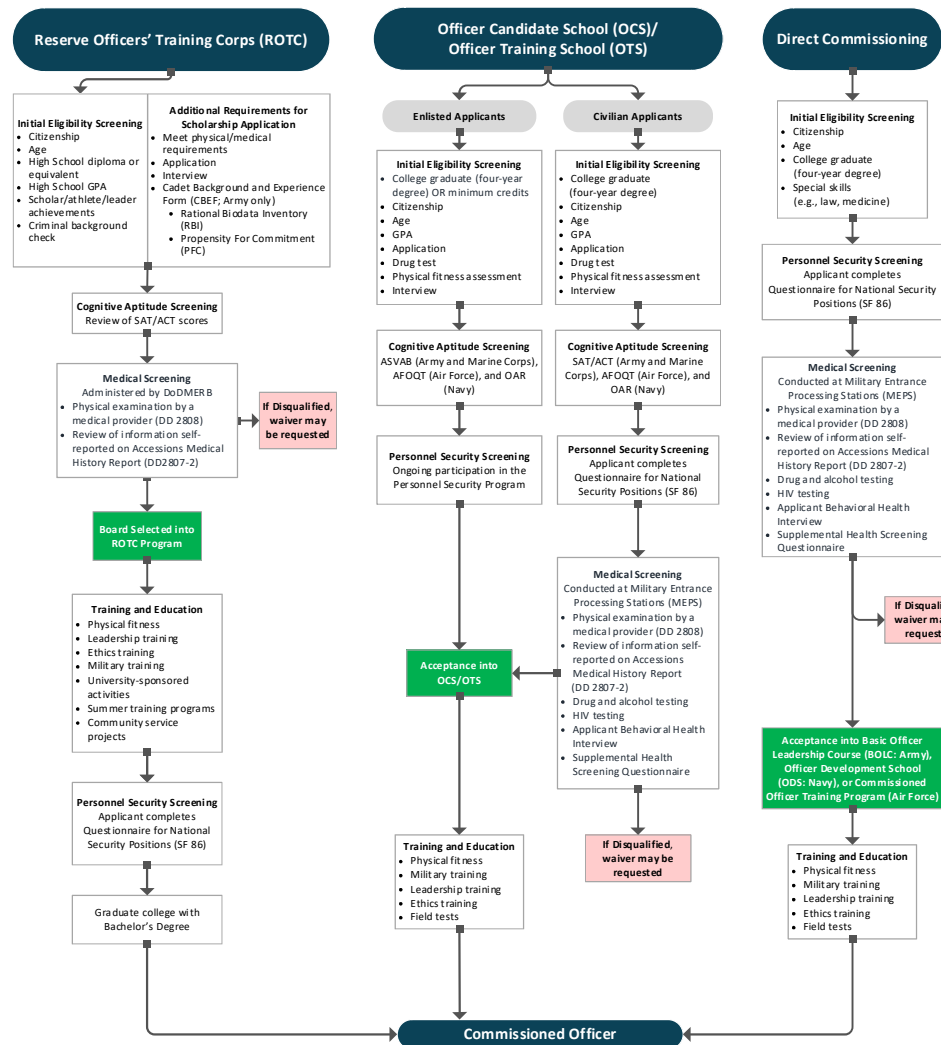 Reserve Officers' Training Corps (ROTC)
Initial Eligibility Screening
• Citizenship
• Age
• High School diploma or
equivalent
• High School GPA
• Scholar/athlete/leader
achievements
• Criminal background
check
Additional Requirements for
Scholarship Application
• Meet physical/medical
requirements
• Application
• Interview
• Cadet Background and Experience
Form (CBEF; Army only)
• Rational Biodata Inventory
(RBI)
• Propensity For Commitment
(PFC)
Cognitive Aptitude Screening
Review of SAT/ACT scores
Medical Screening
Administered by DoDMERB
• Physical examination by a
medical provider (DD 2808)
• Review of information self-
reported on Accessions Medical
History Report (DD2807-2)
If Disqualified,
waiver may
be requested
Board Selected into
ROTC Program
Training and Education
• Physical fitness
• Leadership training
• Ethics training
• Military training
• University-sponsored
activities
• Summer training programs
• Community service
projects
Personnel Security Screening
Applicant completes
Questionnaire for National
Security Positions (SF 86)
Graduate college with
Bachelor's Degree
Officer Candidate School (OCS)/
Officer Training School (OTS)
Enlisted Applicants
Initial Eligibility Screening
• College graduate (four-year
degree) OR minimum credits
• Citizenship
• Age
• GPA
• Application
• Drug test
• Physical fitness assessment
• Interview
Cognitive Aptitude Screening
ASVAB (Army and Marine Corps),
AFOQT (Air Force), and OAR
(Navy)
Personnel Security Screening
Ongoing participation in the
Personnel Security Program
Acceptance into
OCS/OTS
Training and Education
• Physical fitness
• Military training
• Leadership training
• Ethics training
• Field tests
Civilian Applicants
Initial Eligibility Screening
• College graduate
(four-year degree)
• Citizenship
• Age
• GPA
• Application
• Drug test
• Physical fitness assessment
• Interview
Cognitive Aptitude Screening
SAT/ACT (Army and Marine
Corps), AFOQT (Air Force), and
OAR (Navy)
Personnel Security Screening
Applicant completes
Questionnaire for National
Security Positions (SF 86)
Medical Screening
Conducted at Military Entrance
Processing Stations (MEPS)
• Physical examination by a
medical provider (DD 2808)
• Review of information self-
reported on Accessions
Medical History Report
(DD 2807-2)
• Drug and alcohol testing
• HIV testing
• Applicant Behavioral Health
Interview
• Supplemental Health
Screening Questionnaire
If Disqualified,
waiver may be
requested
Direct Commissioning
Initial Eligibility Screening
• Citizenship
• Age
• College graduate
(four-year degree)
• Special skills
(e.g., law, medicine)
Personnel Security Screening
Applicant completes
Questionnaire for National Security
Positions (SF 86)
Medical Screening
Conducted at Military Entrance
Processing Stations (MEPS)
• Physical examination by a
medical provider (DD 2808)
• Review of information self-
reported on Accessions Medical
History Report (DD 2807-2)
• Drug and alcohol testing
• HIV testing
• Applicant Behavioral Health
Interview
• Supplemental Health Screening
Questionnaire
If
waiver
Acceptance into Basic Officer
Leadership Course (BOLC: Army),
Officer Development School
(ODS: Navy), or Commissioned
Officer Training Program (Air Force)
Training and Education
• Physical fitness
• Military training
• Leadership training
• Ethics training
• Field tests
Commissioned Officer